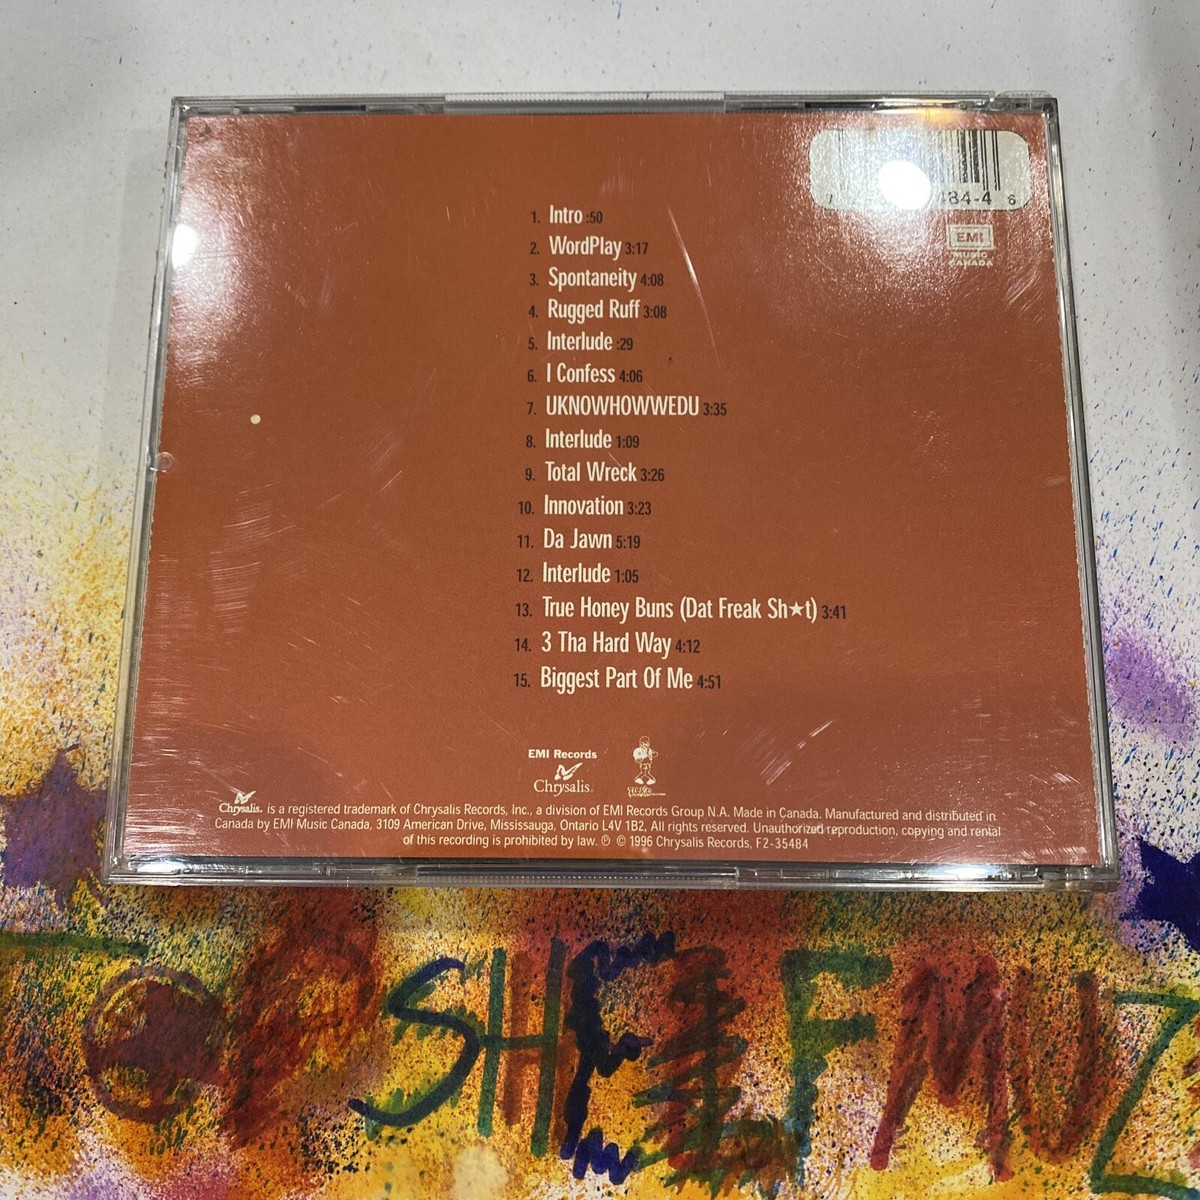 7 484-4 6
EMI
MUSIC
CANADA
1. Intro :50
2. WordPlay 3:17
3. Spontaneity 4:08
4. Rugged Ruff 3:08
5. Interlude :29
6. I Confess 4:06
7. UKNOWHOWWEDU 3:35
8. Interlude 1:09
9. Total Wreck 3:26
10. Innovation 3:23
11. Da Jawn 5:19
12. Interlude 1:05
13. True Honey Buns (Dat Freak Sh★t) 3:41
14. 3 Tha Hard Way 4:12
15. Biggest Part Of Me 4:51
EMI Records
Chrysalis.
Chrysalis. is a registered trademark of Chrysalis Records, Inc., a division of EMI Records Group N.A. Made in Canada. Manufactured and distributed in
Canada by EMI Music Canada, 3109 American Drive, Mississauga, Ontario L4V 1B2, All rights reserved. Unauthorized reproduction, copying and rental
of this recording is prohibited by law. ℗ © 1996 Chrysalis Records, F2-35484
TOP SHELF MUZ